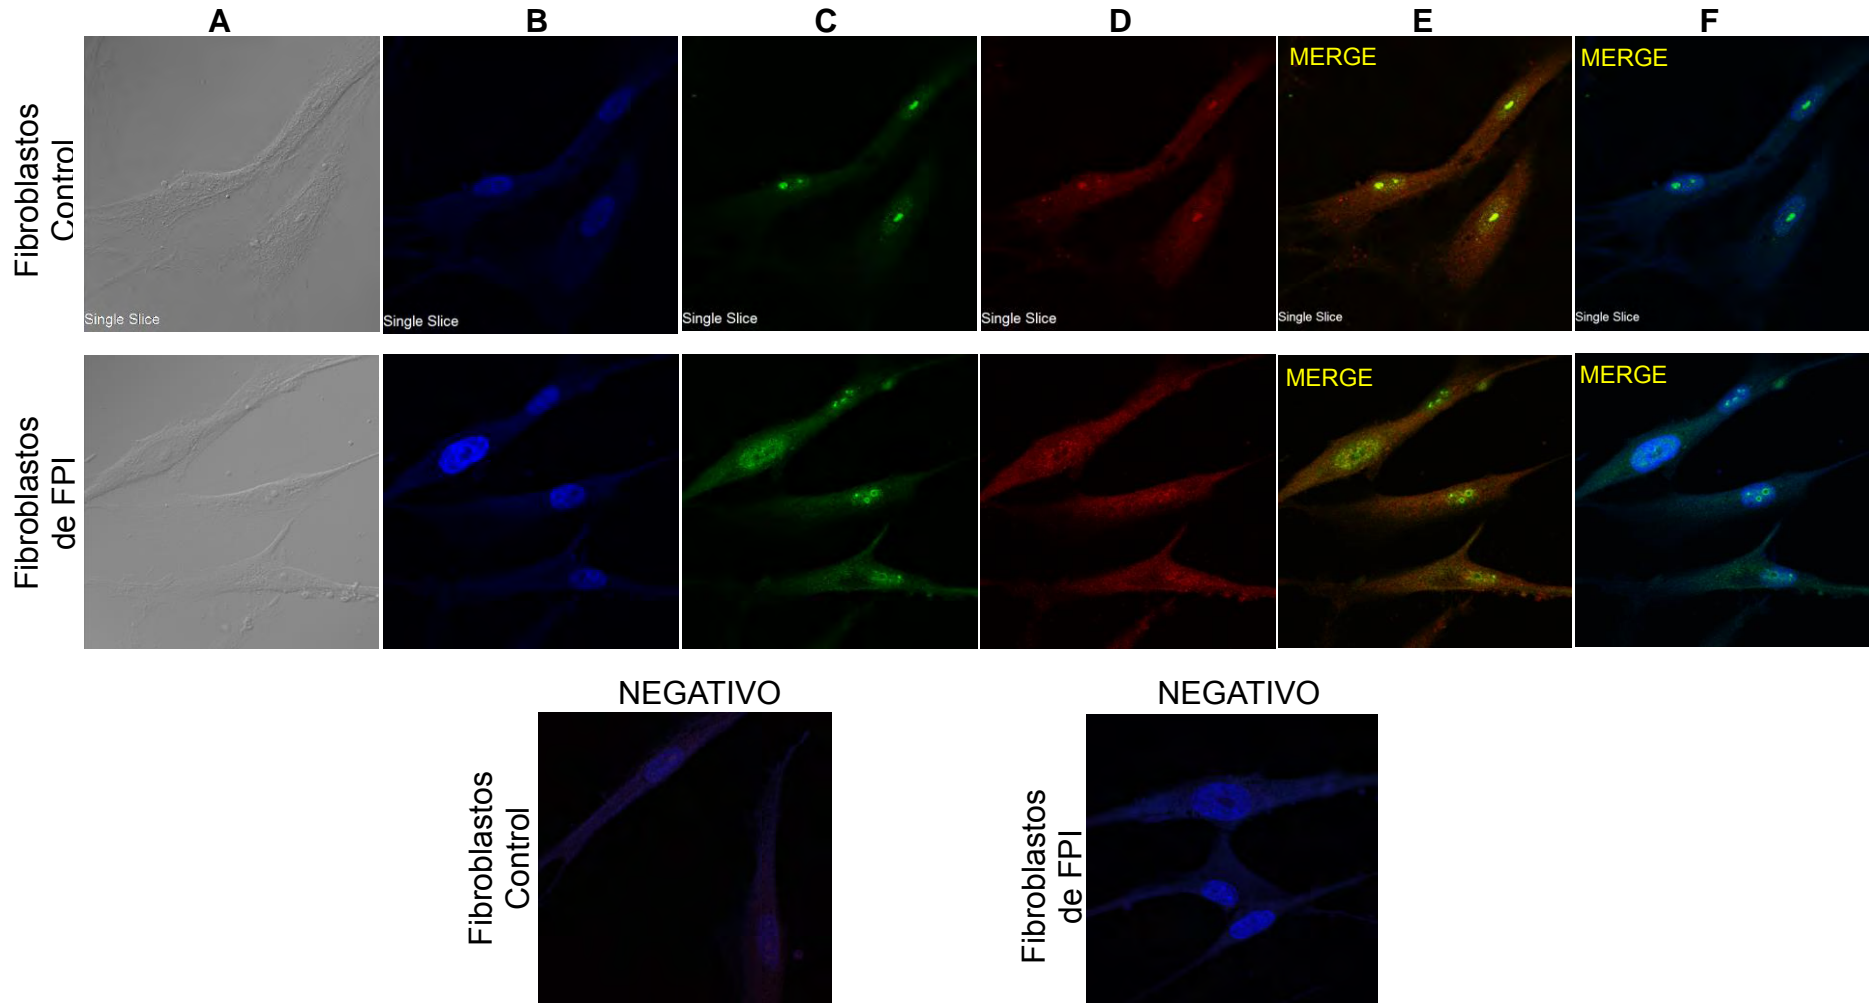 A B C D E F
Fibroblastos
Control
MERGE
MERGE
Single Slice
Single Slice
Single Slice
Single Slice
Single Slice
Single Slice
Fibroblastos
de FPI
MERGE
MERGE
NEGATIVO
NEGATIVO
Fibroblastos
Control
Fibroblastos
de FPI